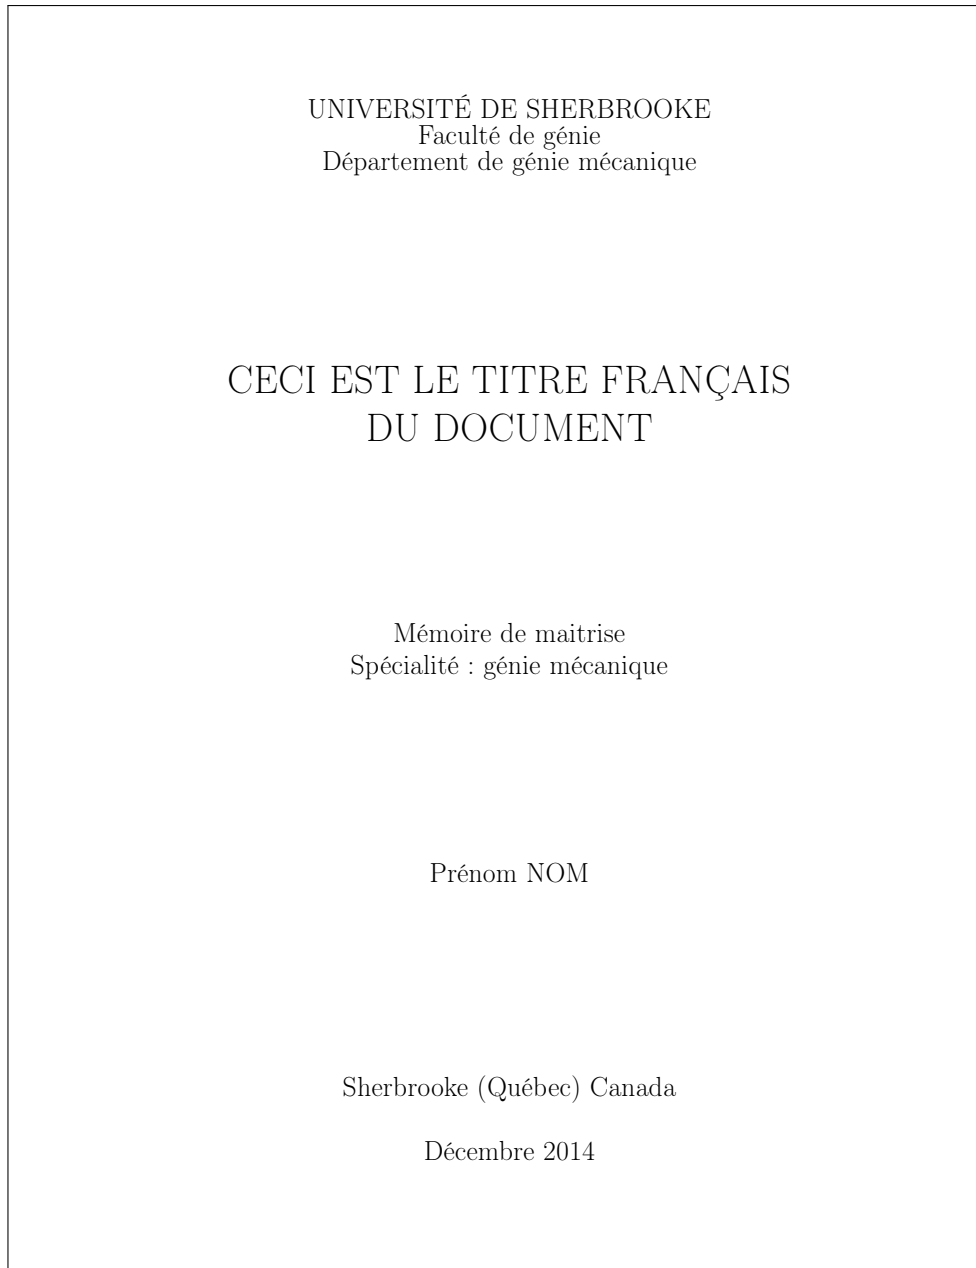 UNIVERSITÉ DE SHERBROOKE
Faculté de génie
Département de génie mécanique
CECI EST LE TITRE FRANÇAIS
DU DOCUMENT
Mémoire de maitrise
Spécialité : génie mécanique
Prénom NOM
Sherbrooke (Québec) Canada
Décembre 2014